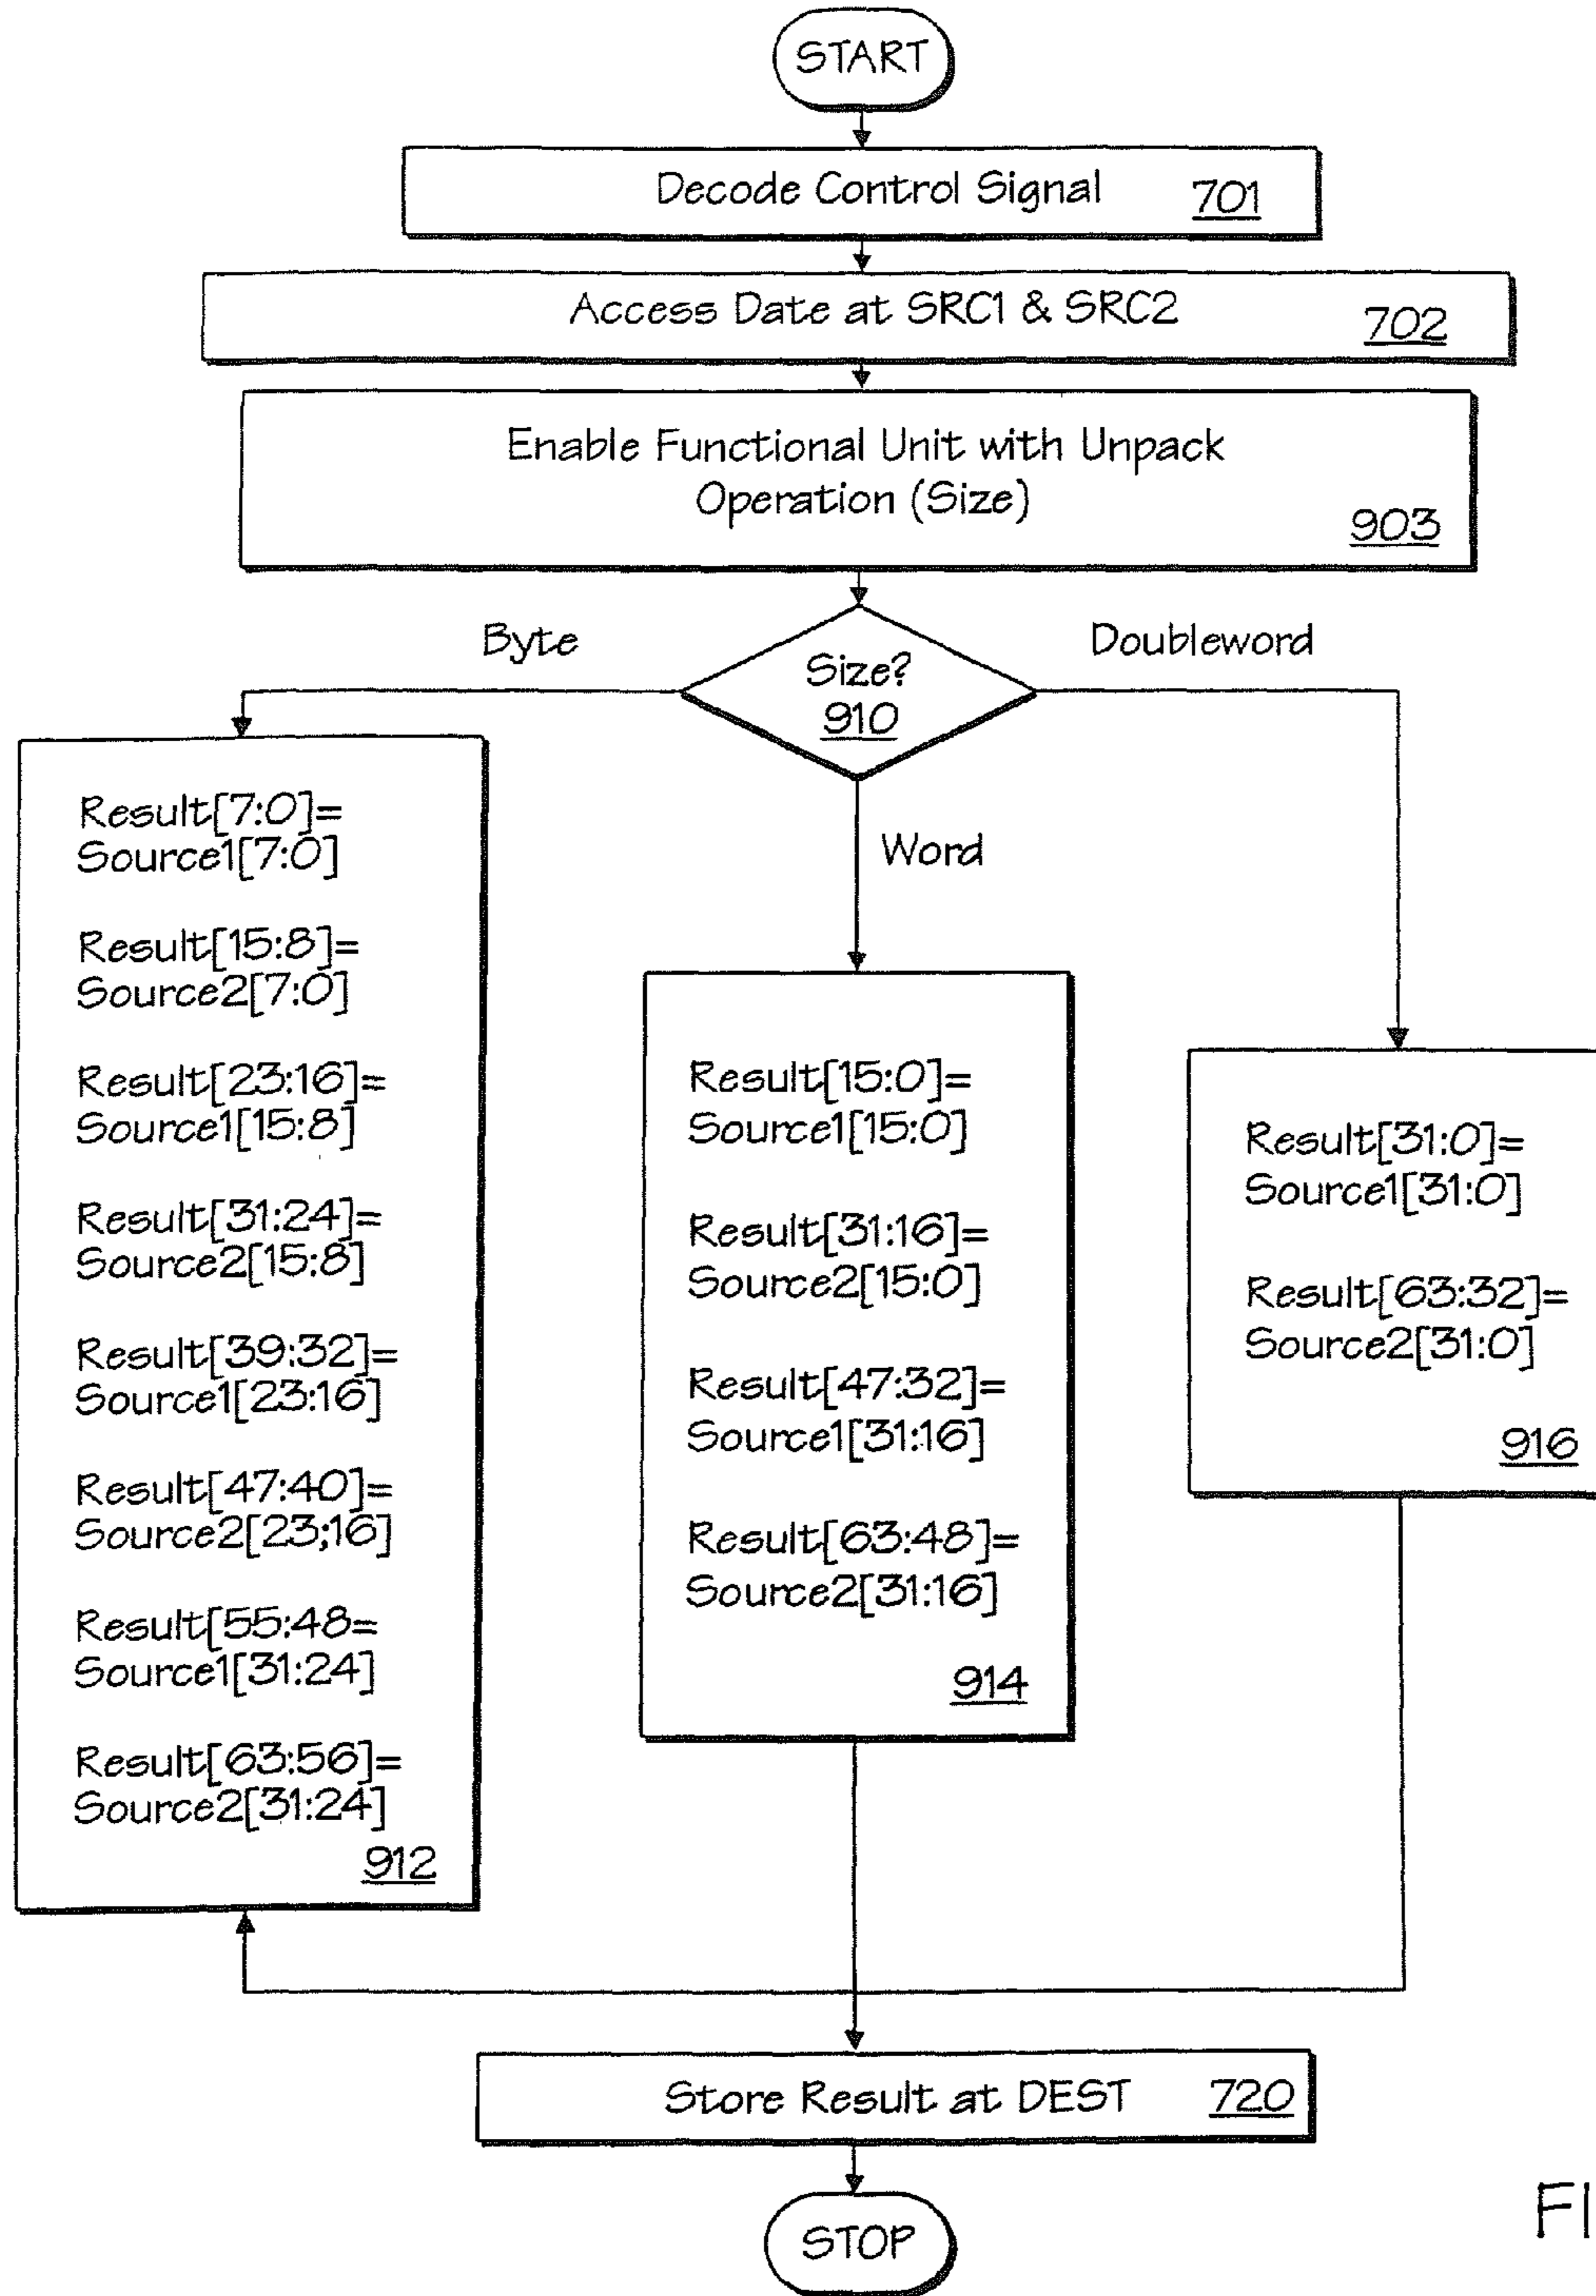 START
Decode Control Signal 701
Access Date at SRC1 & SRC2 702
Enable Functional Unit with Unpack
Operation (Size)
903
Byte
Size?
910
Doubleword
Word
Result[7:0]=
Source1[7:0]
Result[15:8]=
Source2[7:0]
Result[23:16]=
Source1[15:8]
Result[31:24]=
Source2[15:8]
Result[39:32]=
Source1[23:16]
Result[47:40]=
Source2[23;16]
Result[55:48=
Source1[31:24]
Result[63:56]=
Source2[31:24]
912
Result[15:0]=
Source1[15:0]
Result[31:16]=
Source2[15:0]
Result[47:32]=
Source1[31:16]
Result[63:48]=
Source2[31:16]
914
Result[31:0]=
Source1[31:0]
Result[63:32]=
Source2[31:0]
916
Store Result at DEST 720
STOP
FI